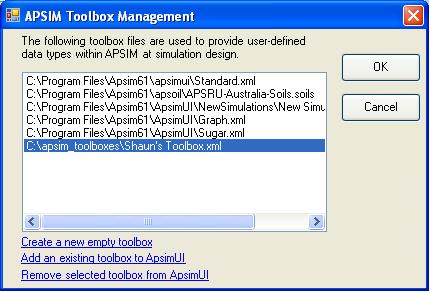 APSIM Toolbox Management
The following toolbox files are used to provide user-defined
data types within APSIM at simulation design.
C:\Program Files\Apsim61\apsimui\Standard.xml
C:\Program Files\Apsim61\apsoil\APSRU-Australia-Soils.soils
C:\Program Files\Apsim61\ApsimUI\NewSimulations\New Simu
C:\Program Files\Apsim61\ApsimUI\Graph.xml
C:\Program Files\Apsim61\ApsimUI\Sugar.xml
C:\apsim_toolboxes\Shaun's Toolbox.xml
OK
Cancel
Create a new empty toolbox
Add an existing toolbox to ApsimUI
Remove selected toolbox from ApsimUI